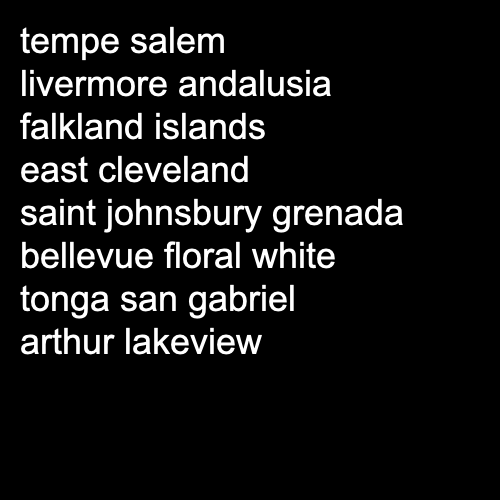 tempe salem
livermore andalusia
falkland islands
east cleveland
saint johnsbury grenada
bellevue floral white
tonga san gabriel
arthur lakeview